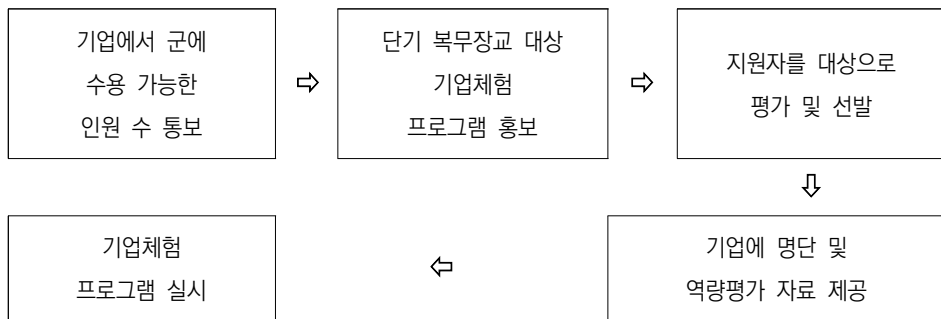 기업에서 군에
수용 가능한
인원 수 통보
⇨
단기 복무장교 대상
기업체험
프로그램 홍보
⇨
지원자를 대상으로
평가 및 선발
⇩
기업에 명단 및
역량평가 자료 제공
⇦
기업체험
프로그램 실시